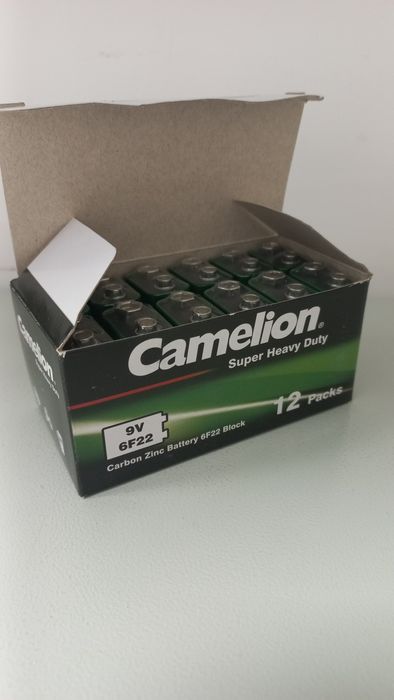 Camelion®
Super Heavy Duty
12 Packs
9V
6F22
Carbon Zinc Battery 6F22 Block